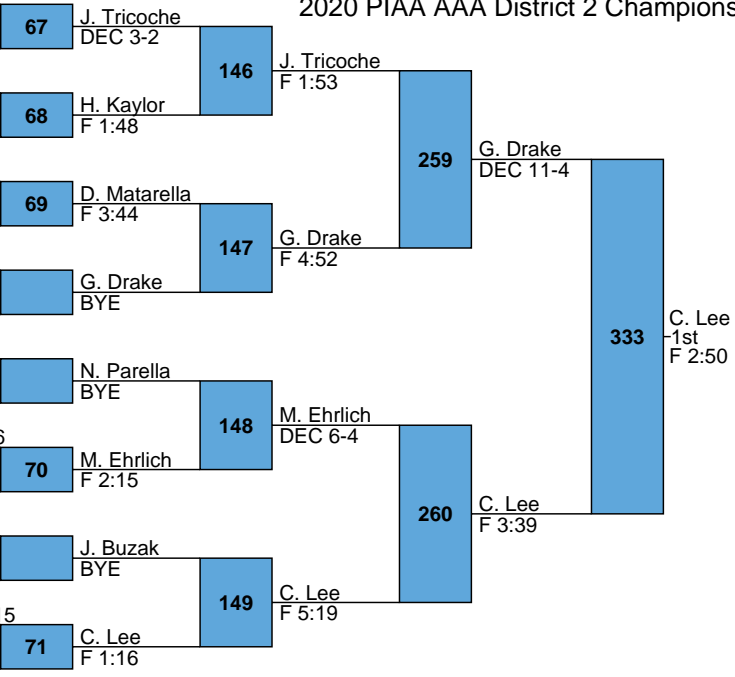 2020 PIAA AAA District 2 Champions
67
J. Tricoche
DEC 3-2
146
J. Tricoche
F 1:53
68
H. Kaylor
F 1:48
259
G. Drake
DEC 11-4
69
D. Matarella
F 3:44
147
G. Drake
F 4:52
G. Drake
BYE
333
C. Lee
1st
F 2:50
N. Parella
BYE
148
M. Ehrlich
DEC 6-4
70
M. Ehrlich
F 2:15
260
C. Lee
F 3:39
J. Buzak
BYE
149
C. Lee
F 5:19
5
71
C. Lee
F 1:16